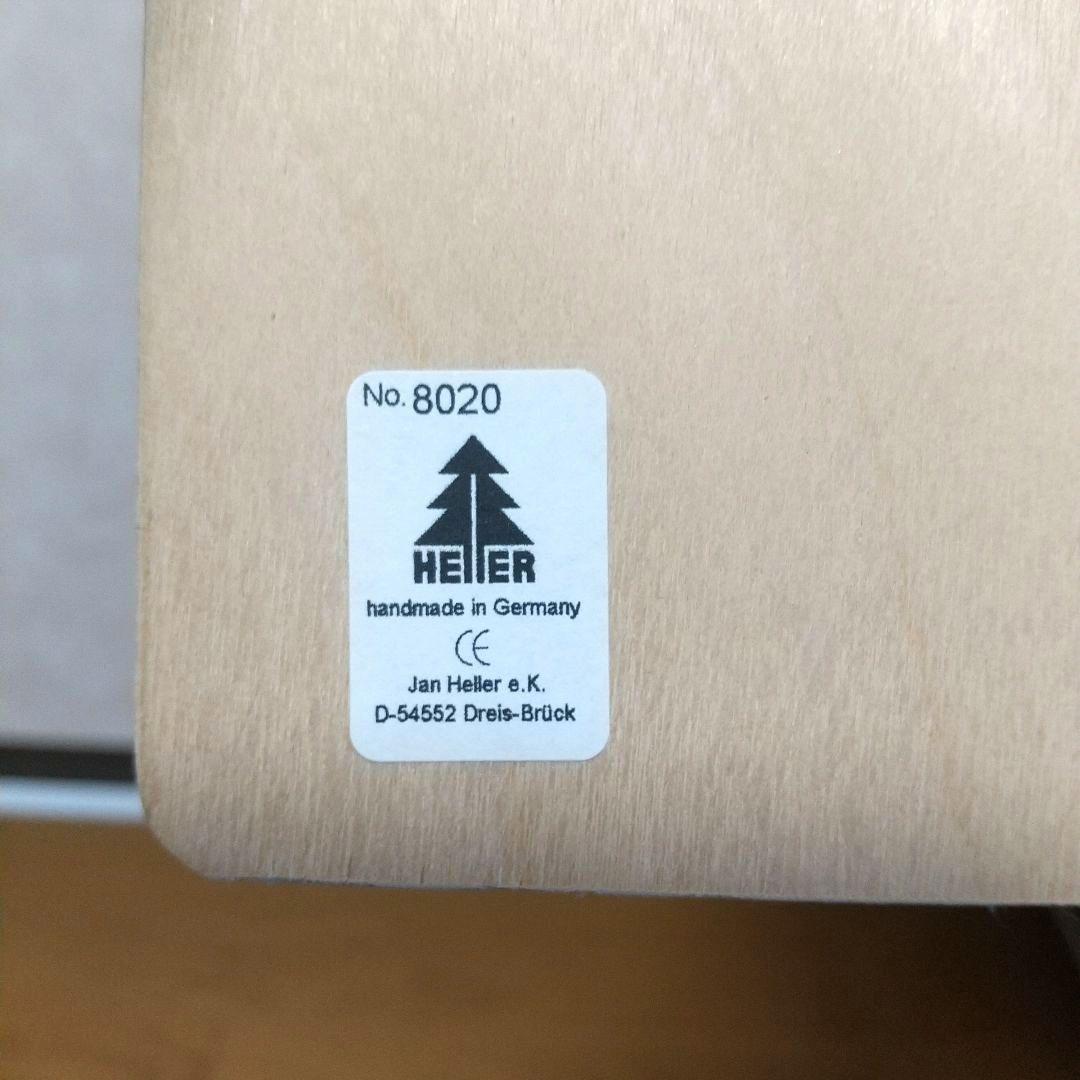 No. 8020
HELLER
handmade in Germany
CE
Jan Heller e.K.
D-54552 Dreis-Brück